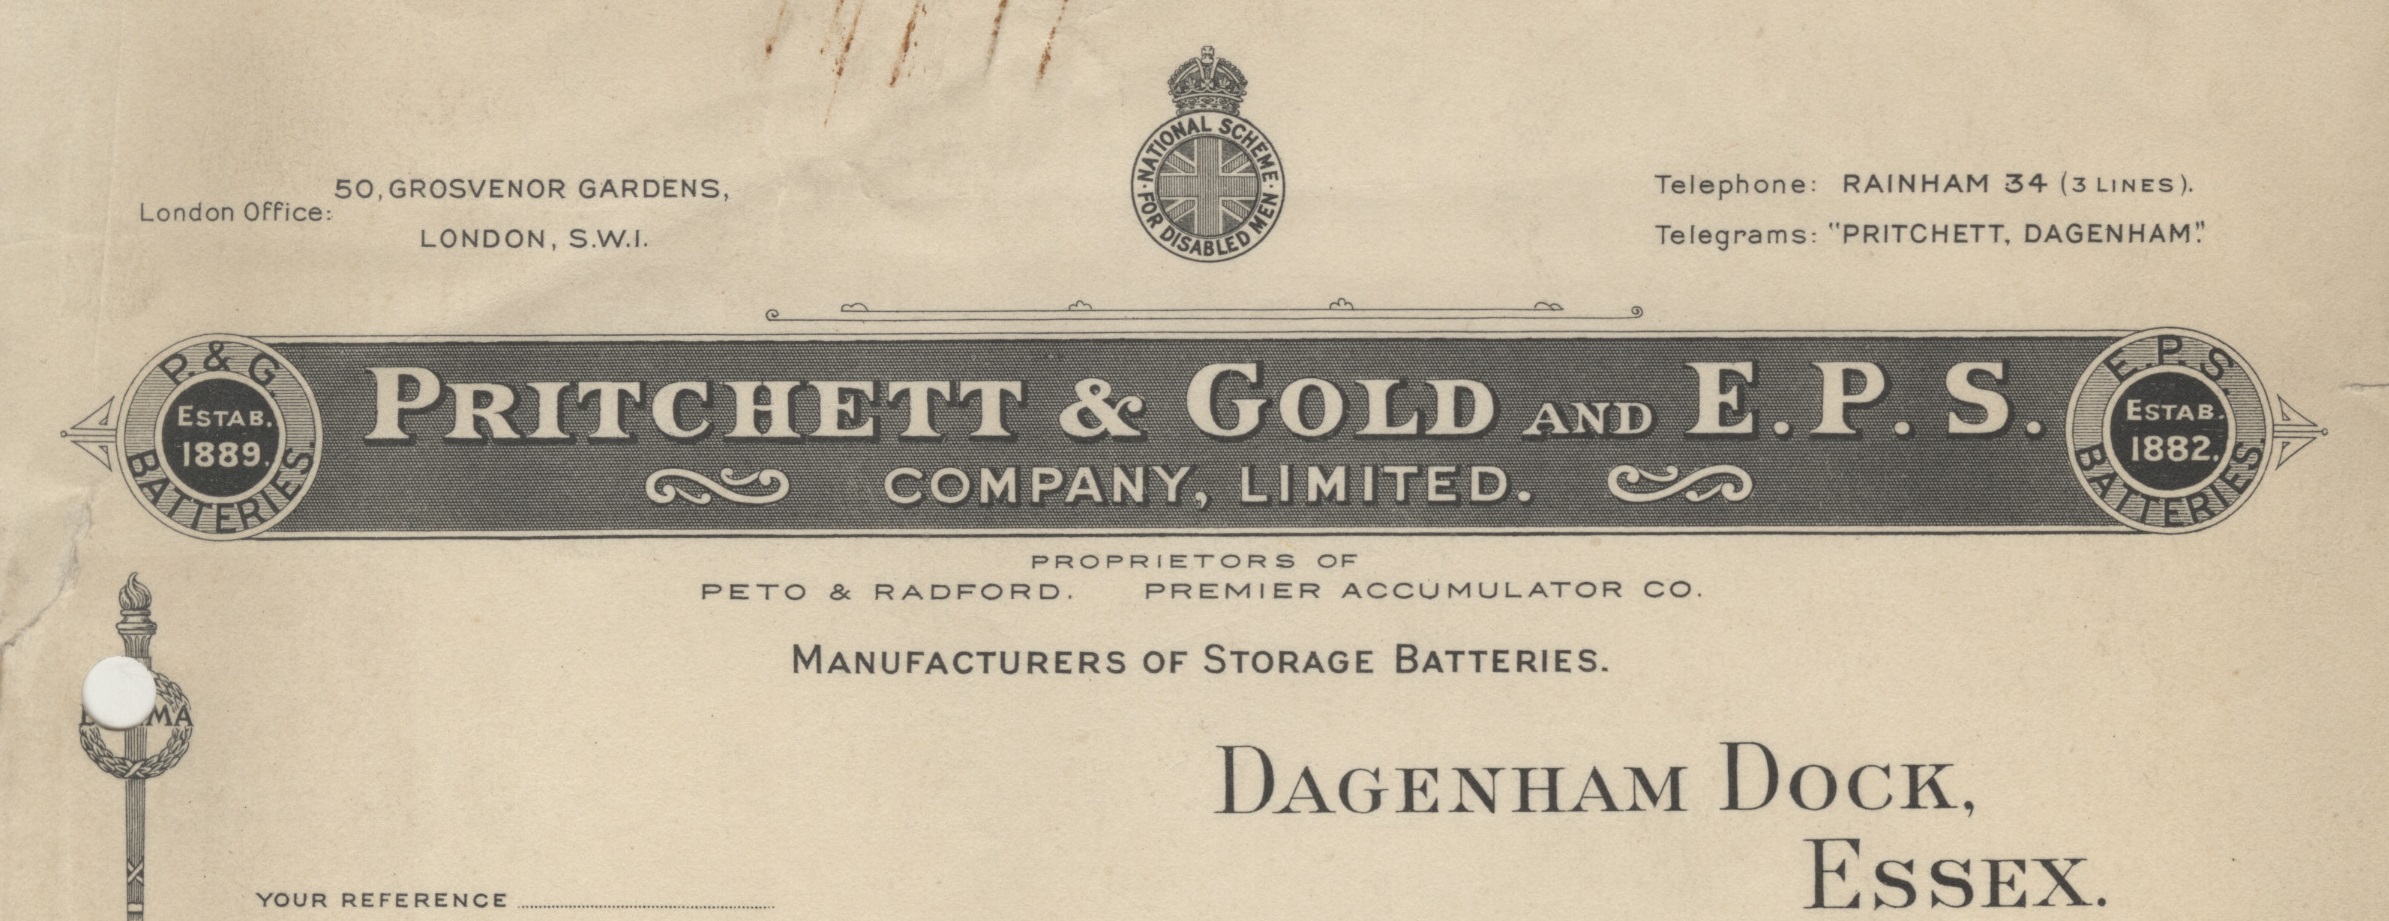 NATIONAL SCHEME
FOR DISABLED MEN
London Office:
50, GROSVENOR GARDENS,
LONDON, S.W.1.
Telephone: RAINHAM 34 (3 LINES).
Telegrams: "PRITCHETT, DAGENHAM."
P. & G.
BATTERIES.
ESTAB.
1889.
PRITCHETT & GOLD AND E.P.S.
COMPANY, LIMITED.
E.P.S.
BATTERIES.
ESTAB.
1882.
PROPRIETORS OF
PETO & RADFORD. PREMIER ACCUMULATOR CO.
MANUFACTURERS OF STORAGE BATTERIES.
DAGENHAM DOCK,
ESSEX.
YOUR REFERENCE